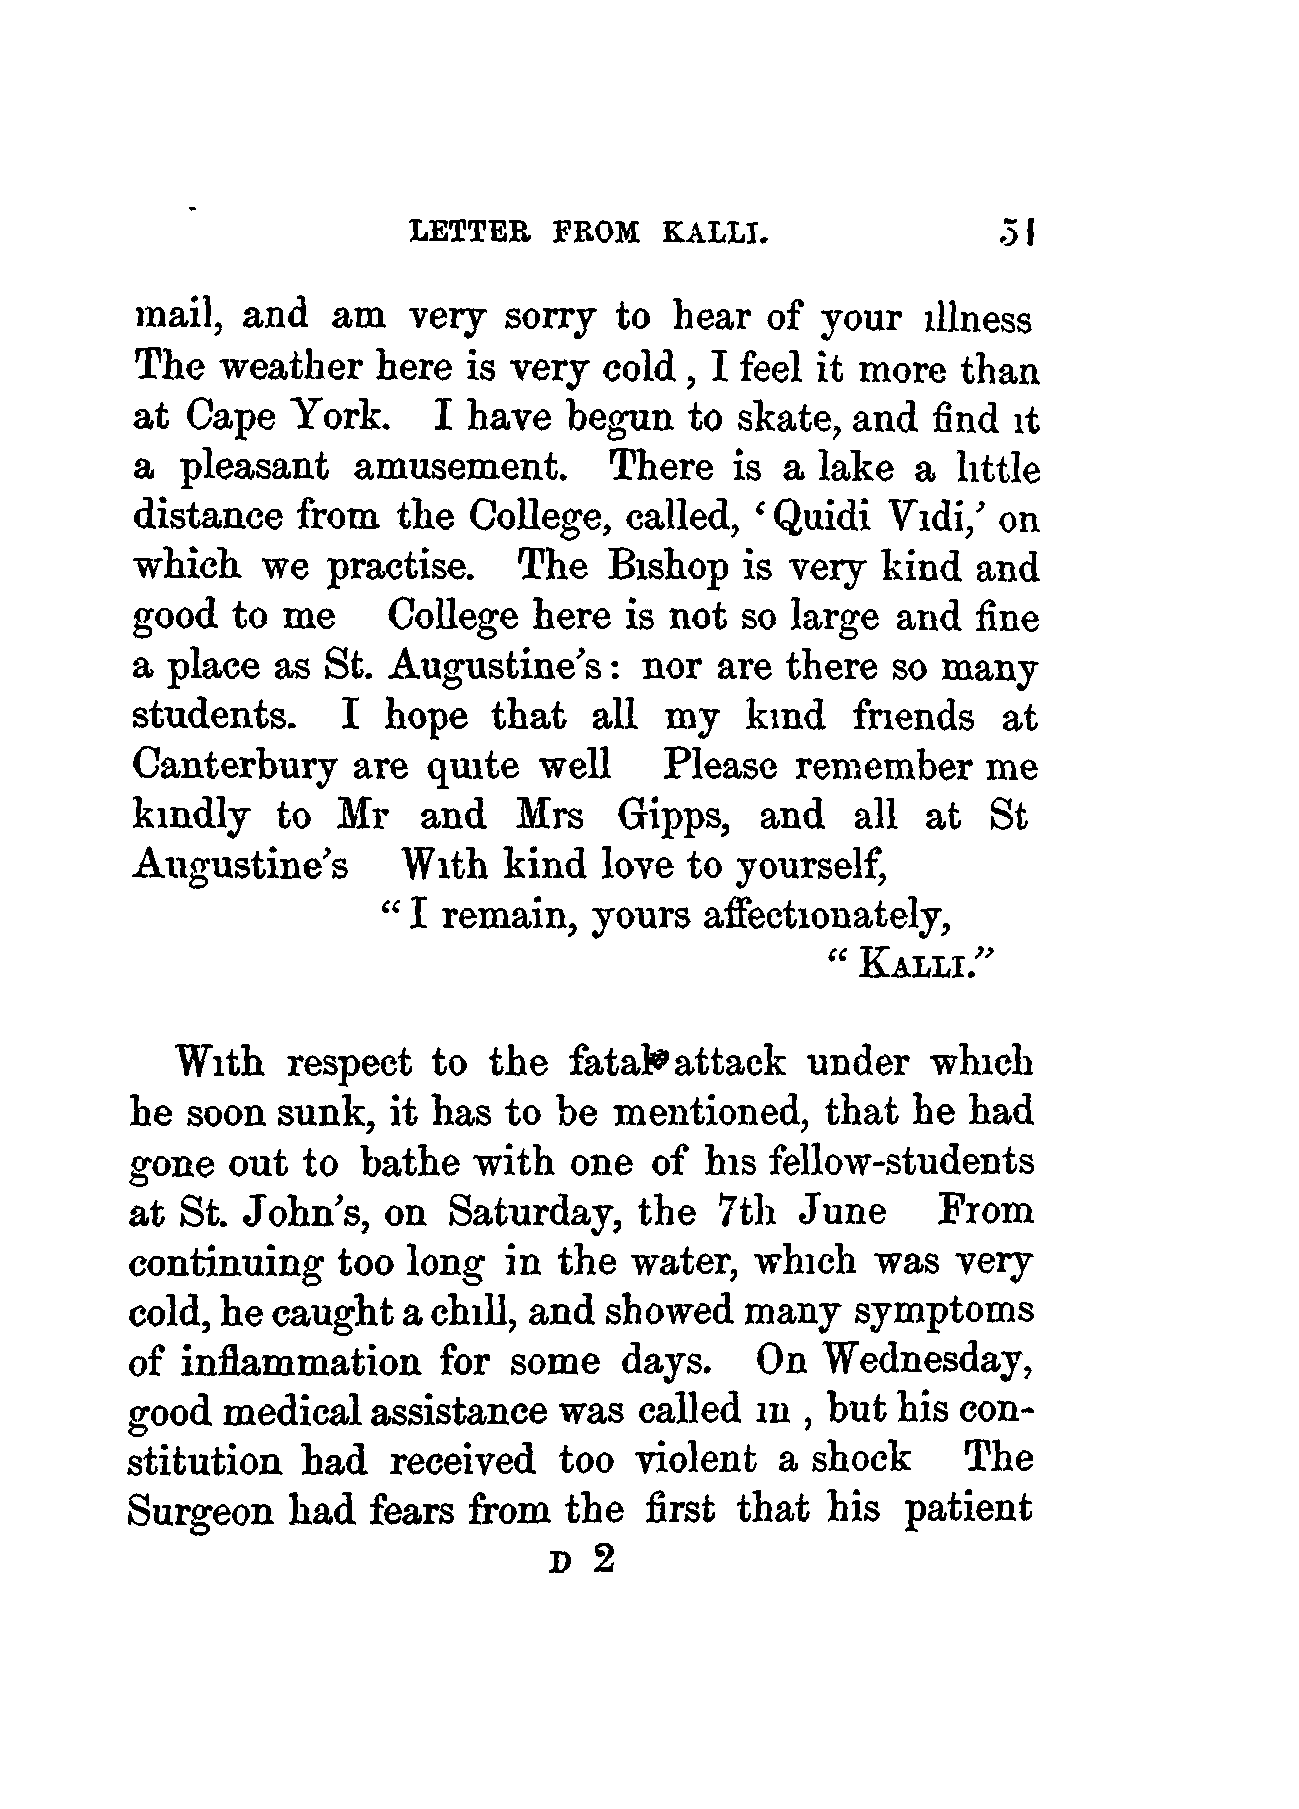 LETTER FROM KALLI. 51
mail, and am very sorry to hear of your illness
The weather here is very cold , I feel it more than
at Cape York. I have begun to skate, and find it
a pleasant amusement. There is a lake a little
distance from the College, called, ‘Quidi Vidi,’ on
which we practise. The Bishop is very kind and
good to me College here is not so large and fine
a place as St. Augustine’s : nor are there so many
students. I hope that all my kind friends at
Canterbury are quite well Please remember me
kindly to Mr and Mrs Gipps, and all at St
Augustine’s With kind love to yourself,
“ I remain, yours affectionately,
“ KALLI.”
With respect to the fatal attack under which
he soon sunk, it has to be mentioned, that he had
gone out to bathe with one of his fellow-students
at St. John’s, on Saturday, the 7th June From
continuing too long in the water, which was very
cold, he caught a chill, and showed many symptoms
of inflammation for some days. On Wednesday,
good medical assistance was called in , but his con-
stitution had received too violent a shock The
Surgeon had fears from the first that his patient
D 2